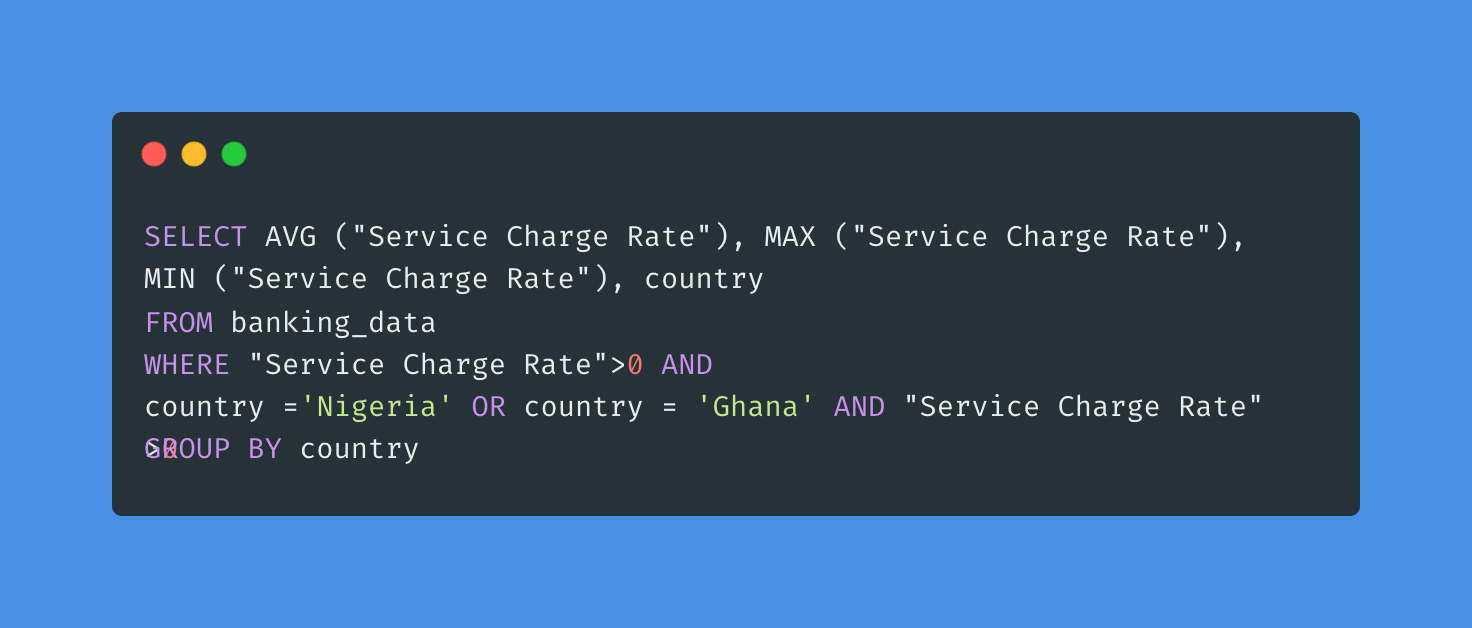 SELECT AVG ("Service Charge Rate"), MAX ("Service Charge Rate"),
MIN ("Service Charge Rate"), country
FROM banking_data
WHERE "Service Charge Rate">0 AND
country ='Nigeria' OR country = 'Ghana' AND "Service Charge Rate"
>0
GROUP BY country